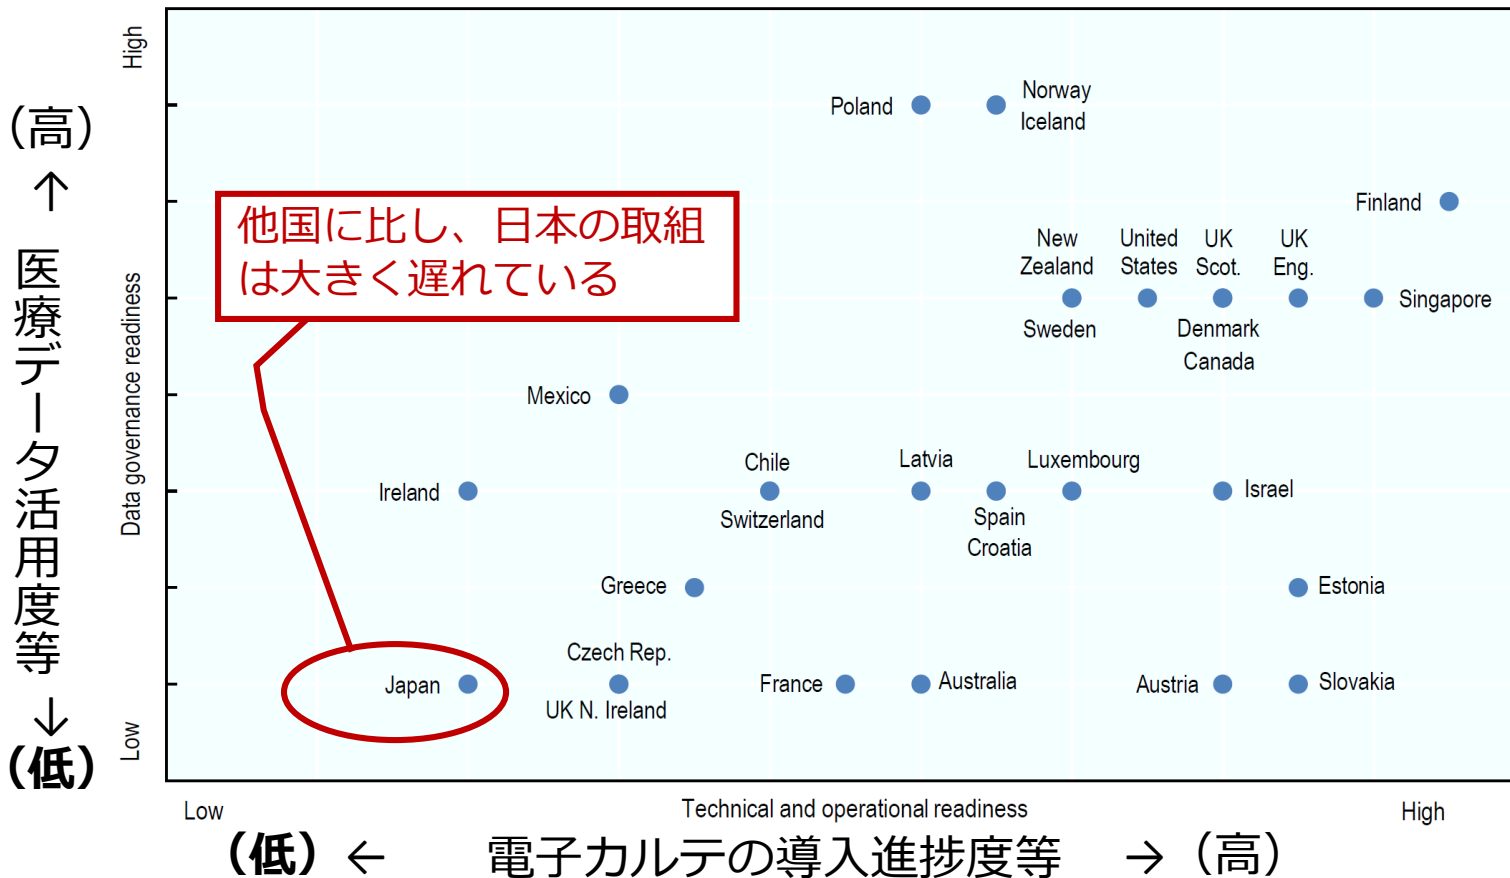 High
(高)
↑
医療データ活用度等
↓
(低)
Data governance readiness
Low
Poland
Norway
Iceland
他国に比し、日本の取組
は大きく遅れている
Finland
New
Zealand
United
States
UK
Scot.
UK
Eng.
Singapore
Sweden
Denmark
Canada
Mexico
Ireland
Chile
Switzerland
Latvia
Luxembourg
Spain
Croatia
Israel
Greece
Estonia
Czech Rep.
Japan
UK N. Ireland
France
Australia
Austria
Slovakia
Low
Technical and operational readiness
High
(低) ← 電子カルテの導入進捗度等 → (高)